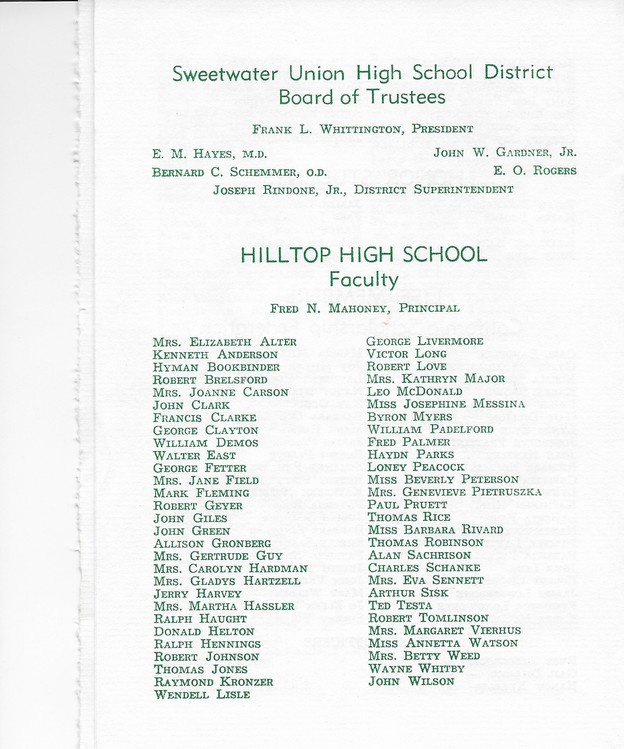 Sweetwater Union High School District
Board of Trustees
FRANK L. WHITTINGTON, PRESIDENT
E. M. HAYES, M.D. JOHN W. GARDNER, JR.
BERNARD C. SCHEMMER, O.D. E. O. ROGERS
JOSEPH RINDONE, JR., DISTRICT SUPERINTENDENT
HILLTOP HIGH SCHOOL
Faculty
FRED N. MAHONEY, PRINCIPAL
MRS. ELIZABETH ALTER
KENNETH ANDERSON
HYMAN BOOKBINDER
ROBERT BRELSFORD
MRS. JOANNE CARSON
JOHN CLARK
FRANCIS CLARKE
GEORGE CLAYTON
WILLIAM DEMOS
WALTER EAST
GEORGE FETTER
MRS. JANE FIELD
MARK FLEMING
ROBERT GEYER
JOHN GILES
JOHN GREEN
ALLISON GRONBERG
MRS. GERTRUDE GUY
MRS. CAROLYN HARDMAN
MRS. GLADYS HARTZELL
JERRY HARVEY
MRS. MARTHA HASSLER
RALPH HAUGHT
DONALD HELTON
RALPH HENNINGS
ROBERT JOHNSON
THOMAS JONES
RAYMOND KRONZER
WENDELL LISLE
GEORGE LIVERMORE
VICTOR LONG
ROBERT LOVE
MRS. KATHRYN MAJOR
LEO MCDONALD
MISS JOSEPHINE MESSINA
BYRON MYERS
WILLIAM PADELFORD
FRED PALMER
HAYDN PARKS
LONEY PEACOCK
MISS BEVERLY PETERSON
MRS. GENEVIEVE PIETRUSZKA
PAUL PRUETT
THOMAS RICE
MISS BARBARA RIVARD
THOMAS ROBINSON
ALAN SACHRISON
CHARLES SCHANKE
MRS. EVA SENNETT
ARTHUR SISK
TED TESTA
ROBERT TOMLINSON
MRS. MARGARET VIERHUS
MISS ANNETTA WATSON
MRS. BETTY WEED
WAYNE WHITBY
JOHN WILSON